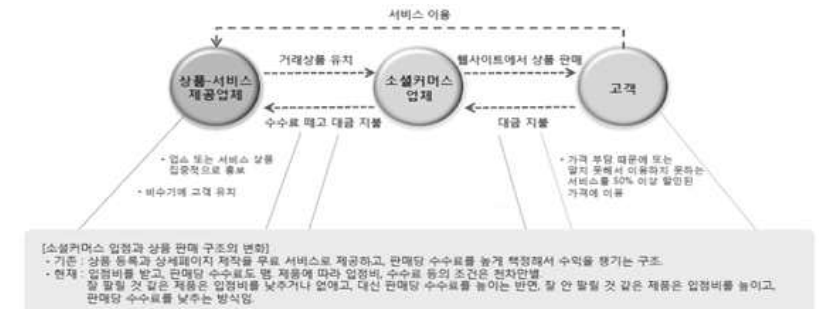 서비스 이용
거래상품 유치
웹사이트에서 상품 판매
상품-서비스
제공업체
소셜커머스
업체
고객
수수료 떼고 대금 지불
대금 지불
• 업소 또는 서비스 상품
집중적으로 홍보
• 비수기에 고객 유치
• 가격 부담 때문에 또는
알지 못해서 이용하지 못하는
서비스를 50% 이상 할인된
가격에 이용
[소셜커머스 입점과 상품 판매 구조의 변화]
• 기존 : 상품 등록과 상세페이지 제작을 무료 서비스로 제공하고, 판매당 수수료를 높게 책정해서 수익을 챙기는 구조.
• 현재 : 입점비를 받고, 판매당 수수료도 뗌. 제품에 따라 입점비, 수수료 등의 조건은 천차만별.
잘 팔릴 것 같은 제품은 입점비를 낮추거나 없애고, 대신 판매당 수수료를 높이는 반면, 잘 안 팔릴 것 같은 제품은 입점비를 높이고,
판매당 수수료를 낮추는 방식임.